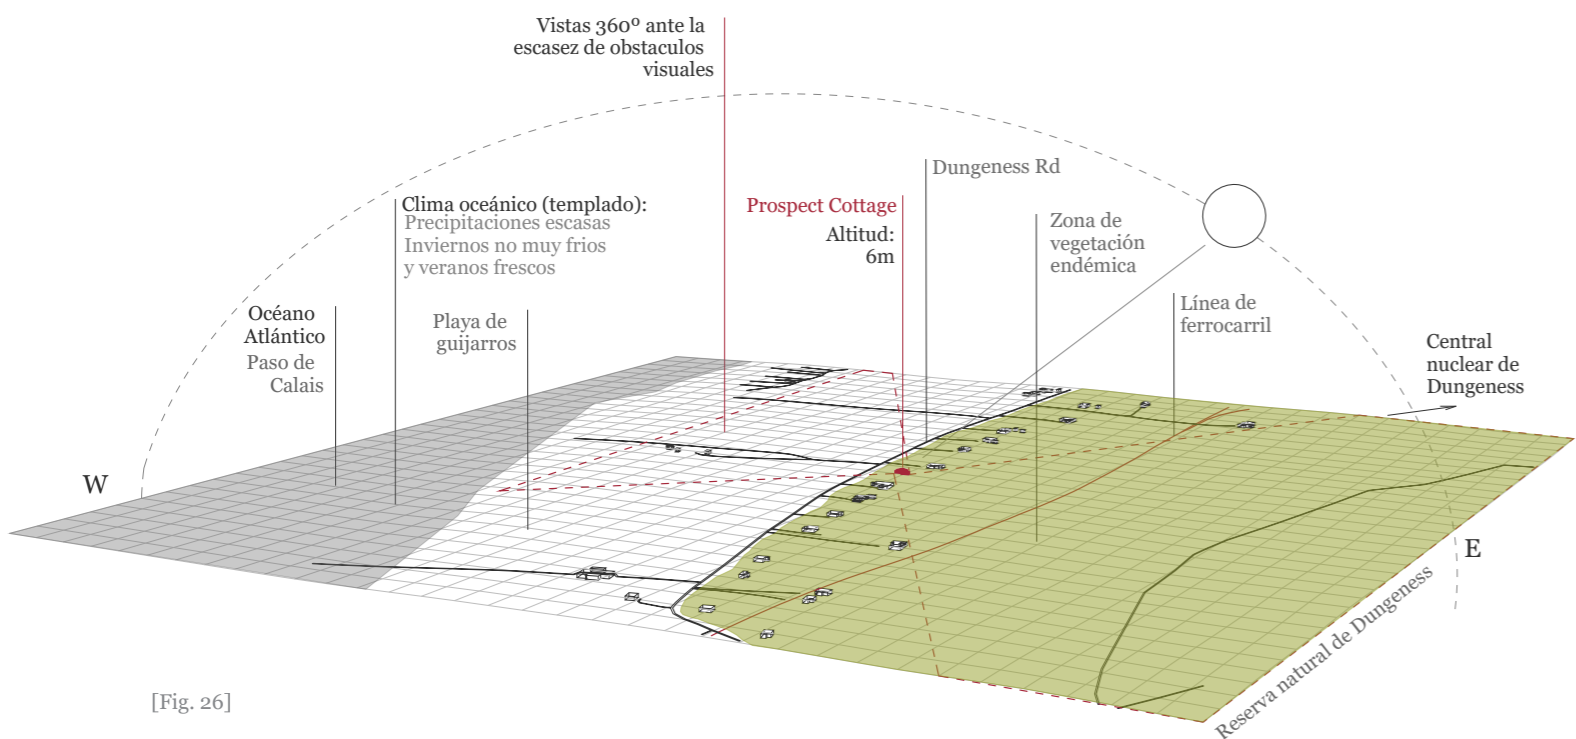 Vistas 360º ante la
escasez de obstaculos
visuales
Dungeness Rd
Clima oceánico (templado):
Precipitaciones escasas
Inviernos no muy frios
y veranos frescos
Prospect Cottage
Altitud:
6m
Zona de
vegetación
endémica
Océano
Atlántico
Paso de
Calais
Playa de
guijarros
Línea de
ferrocarril
Central
nuclear de
Dungeness
W
E
Reserva natural de Dungeness
[Fig. 26]